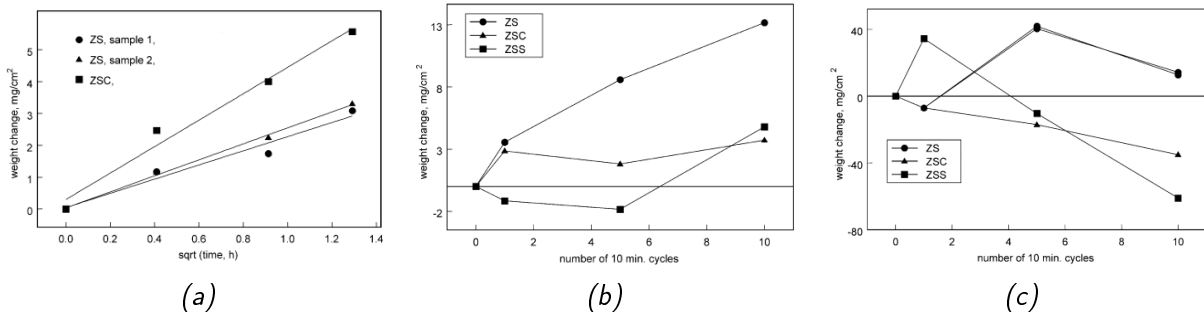 weight change, mg/cm²
5
4
3
2
1
0
ZS, sample 1,
ZS, sample 2,
ZSC,
0.0 0.2 0.4 0.6 0.8 1.0 1.2 1.4
sqrt (time, h)
(a)
weight change, mg/cm²
13
8
3
-2
ZS
ZSC
ZSS
0 2 4 6 8 10
number of 10 min. cycles
(b)
weight change, mg/cm²
40
0
-40
-80
ZS
ZSC
ZSS
0 2 4 6 8 10
number of 10 min. cycles
(c)